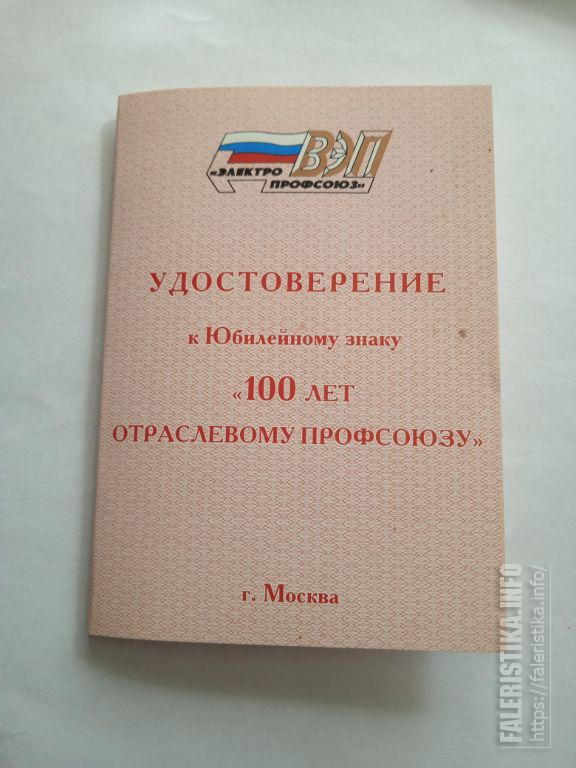 ВЭП
«ЭЛЕКТРО
ПРОФСОЮЗ»
УДОСТОВЕРЕНИЕ
к Юбилейному знаку
«100 ЛЕТ
ОТРАСЛЕВОМУ ПРОФСОЮЗУ»
г. Москва
FALERISTIKA.INFO
https://faleristika.info/